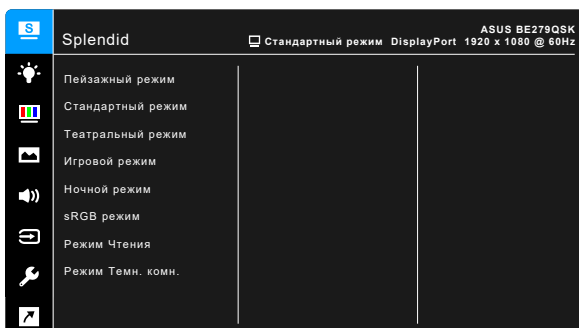 S
ASUS BE279QSK
Splendid
Стандартный режим DisplayPort 1920 x 1080 @ 60Hz
Пейзажный режим
Стандартный режим
Театральный режим
Игровой режим
Ночной режим
sRGB режим
Режим Чтения
Режим Темн. комн.